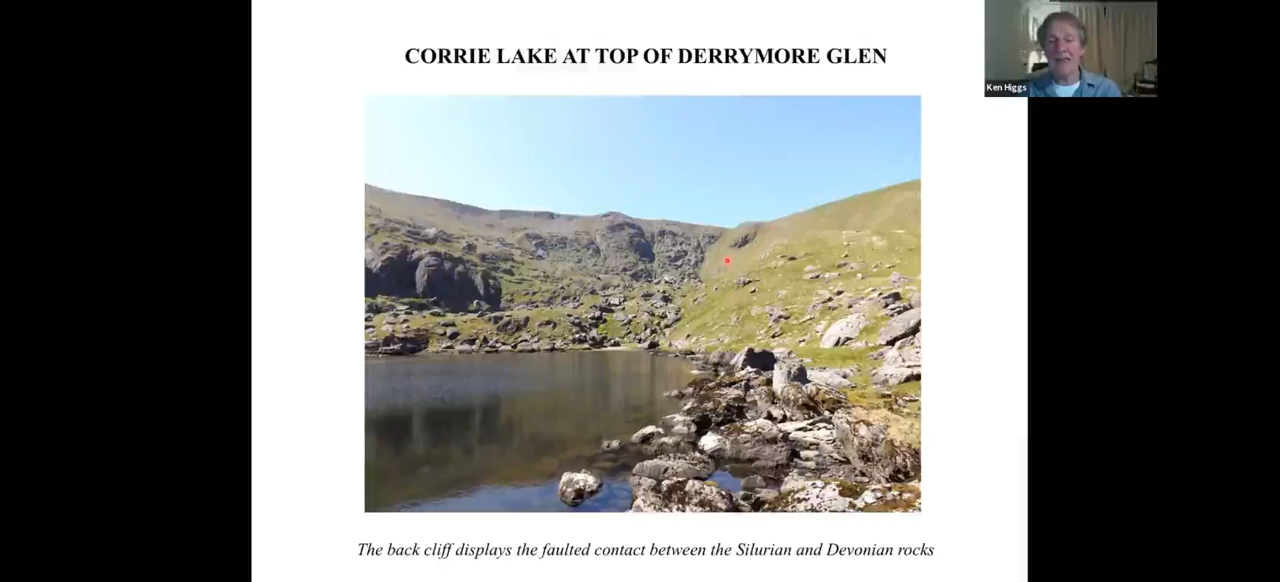 CORRIE LAKE AT TOP OF DERRYMORE GLEN
Ken Higgs
The back cliff displays the faulted contact between the Silurian and Devonian rocks